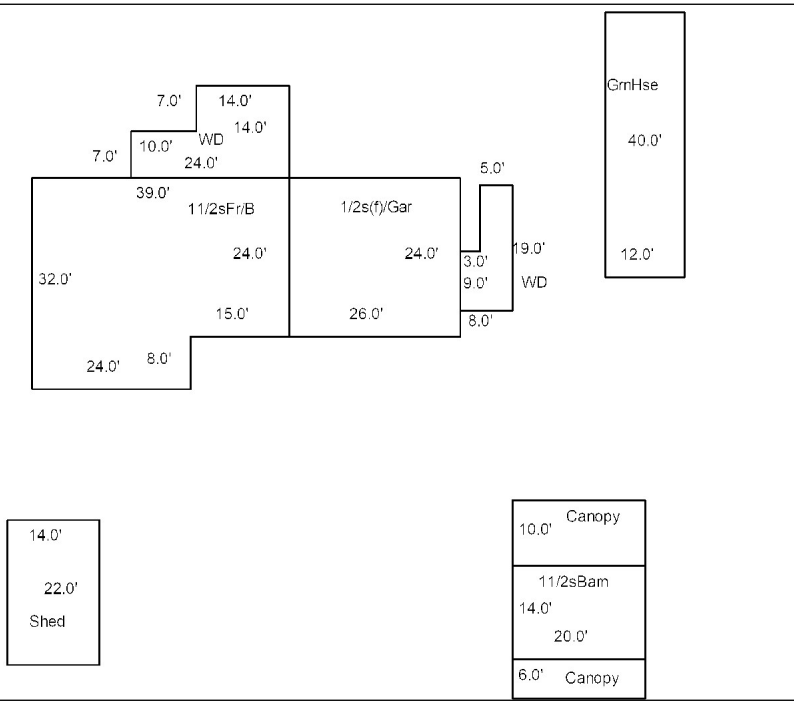 GrnHse
40.0'
12.0'
7.0'
14.0'
14.0'
7.0'
10.0'
WD
24.0'
39.0'
11/2sFr/B
24.0'
32.0'
15.0'
24.0'
8.0'
1/2s(f)/Gar
24.0'
26.0'
5.0'
19.0'
3.0'
9.0'
WD
8.0'
14.0'
22.0'
Shed
Canopy
10.0'
11/2sBarn
14.0'
20.0'
6.0' Canopy